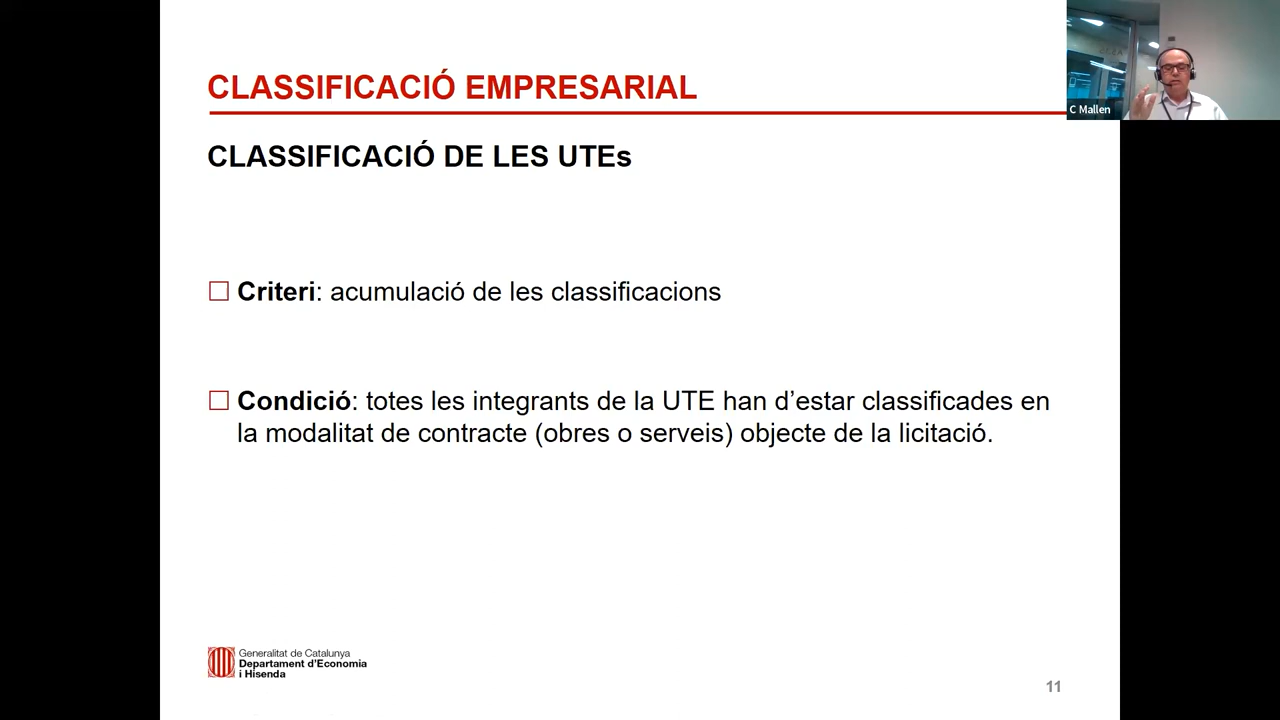 CLASSIFICACIÓ EMPRESARIAL
C Mallen
CLASSIFICACIÓ DE LES UTEs
Criteri: acumulació de les classificacions
Condició: totes les integrants de la UTE han d’estar classificades en
la modalitat de contracte (obres o serveis) objecte de la licitació.
Generalitat de Catalunya
Departament d’Economia
i Hisenda
11